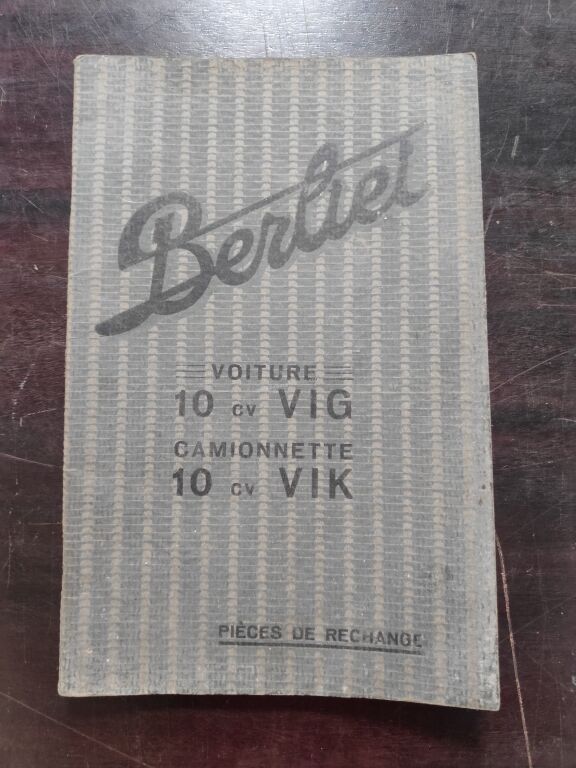 Berliet
VOITURE
10 CV VIG
CAMIONNETTE
10 CV VIK
PIÈCES DE RECHANGE